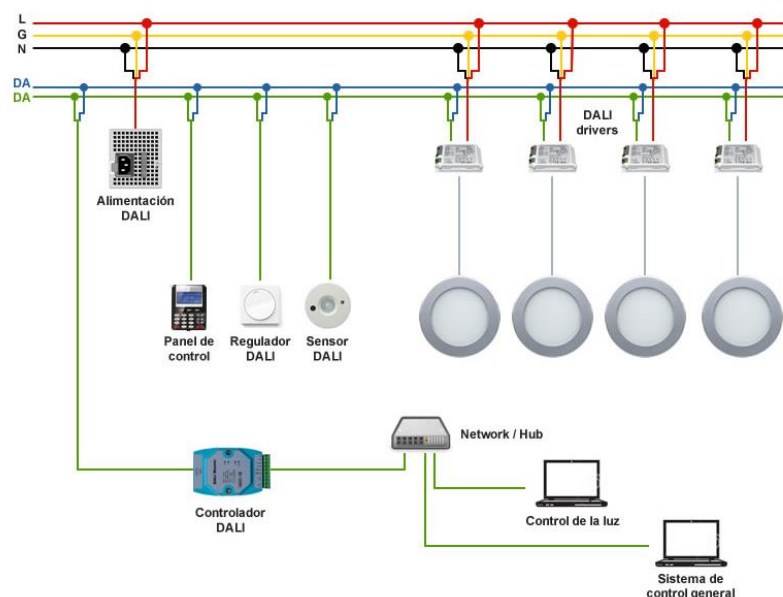 L
G
N
DA
DA
DALI
drivers
Alimentación
DALI
Panel de
control
Regulador
DALI
Sensor
DALI
Network / Hub
Controlador
DALI
Control de la luz
Sistema de
control general